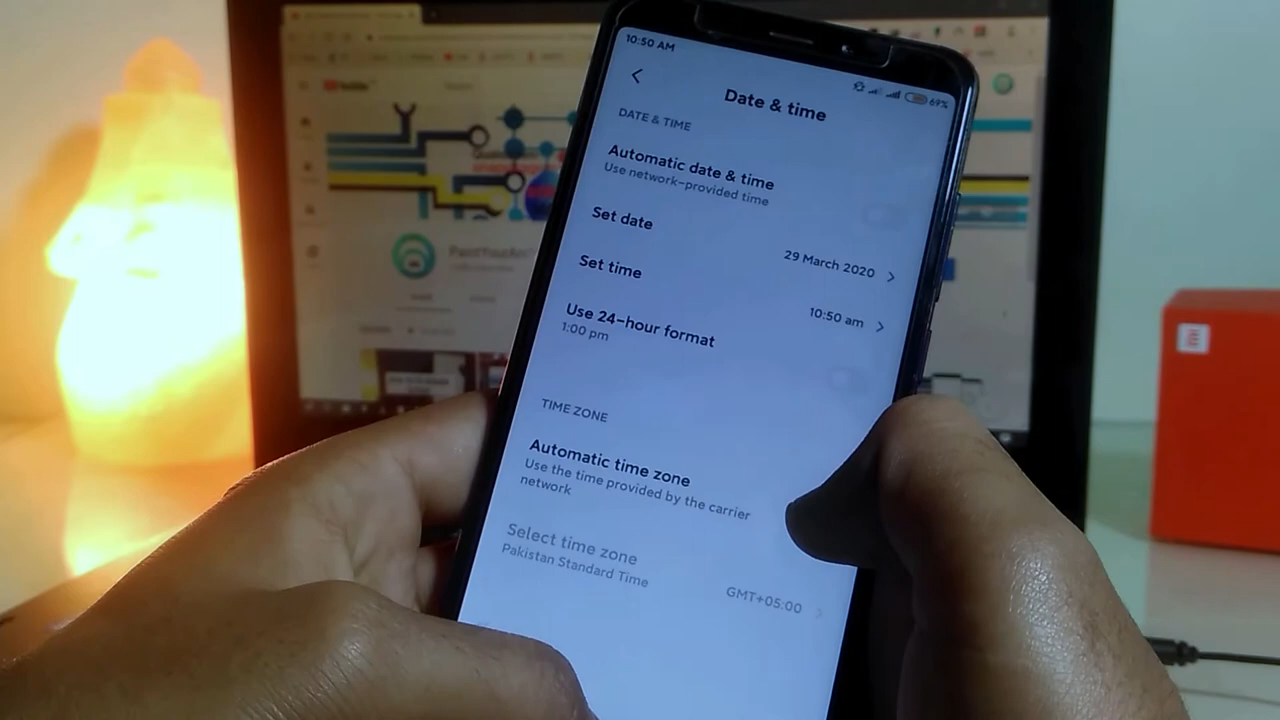 10:50 AM
69%
Date & time
DATE & TIME
Automatic date & time
Use network-provided time
Set date
29 March 2020
Set time
10:50 am
Use 24-hour format
1:00 pm
TIME ZONE
Automatic time zone
Use the time provided by the carrier
network
Select time zone
Pakistan Standard Time
GMT+05:00
YouTube
mi